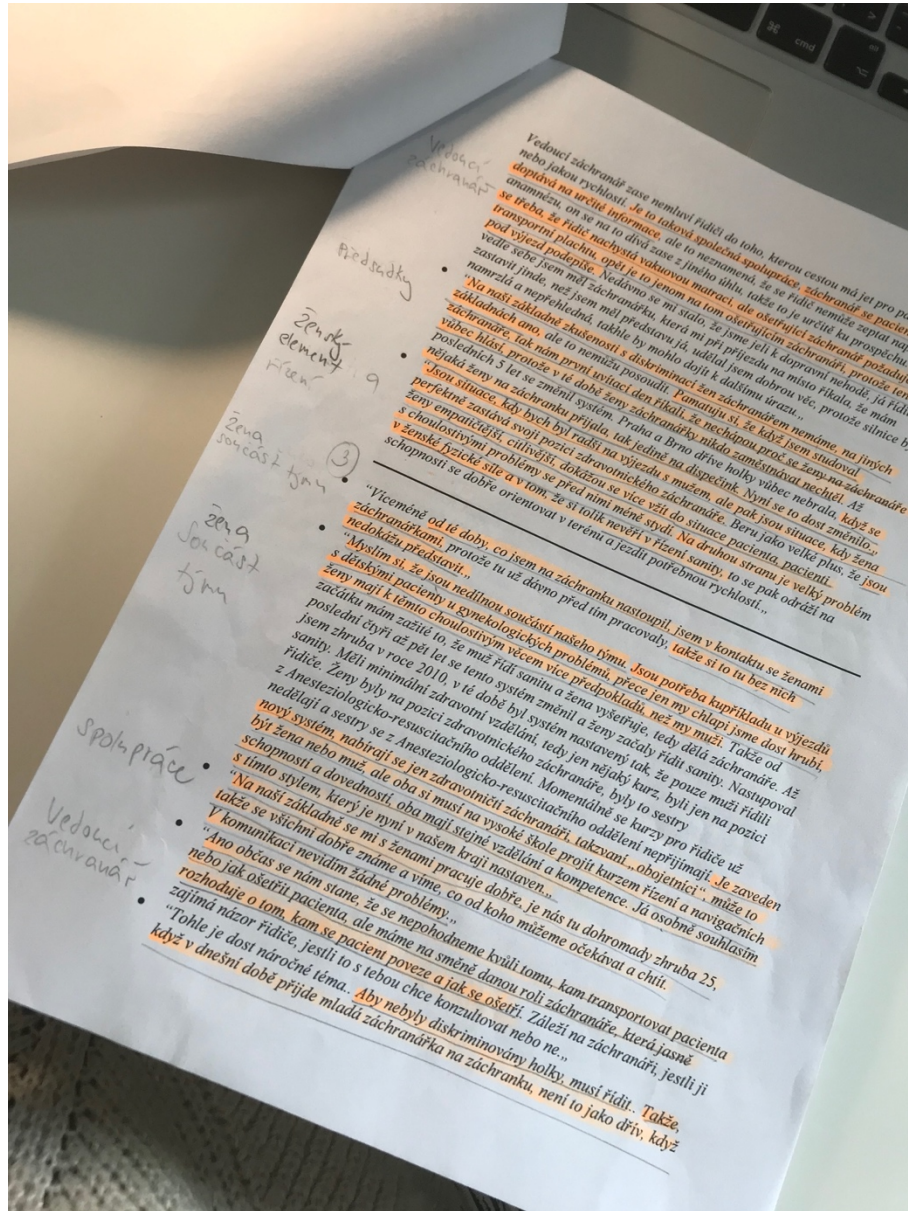 cmd
Vedoucí
záchranář
Předsudky
Ženský
element a
řízení
Žena
součást týmu
3
žena
součást
týmu
spolupráce
Vedoucí
záchranář
Vedoucí záchranář zase nemluví řidiči do toho, kterou cestou má jet pro
nebo jakou rychlostí. Je to taková společná spolupráce, záchranář se pacienta
doptává na určité informace, ale to neznamená, že se řidič nemůže zeptat na
anamnézu, on se na to dívá zase z jiného úhlu, takže to je určitě ku prospěchu
se třeba, že řidič nachystá vakuovou matraci, ale ošetřující záchranář požaduje
transportní plachtu, opět je to jenom na tom ošetřujícím záchranáři, protože ten
pod výjezd podepíše. Nedávno se mi stalo, že jsme jeli k dopravní nehodě, já řídil
vedle sebe jsem měl záchranářku, která mi při příjezdu na místo říkala, že mám
zastavit jinde, než jsem měl představu já, udělal jsem dobrou věc, protože silnice
namrzlá a nepřehledná, takhle by mohlo dojít k dalšímu úrazu.„
“Na naší základně zkušenosti s diskriminací žen záchranářem nemáme, na jiných
základnách ano, ale to nemůžu posoudit. Pamatuju si, že když jsem studoval
záchranáře, tak nám první uvítací den říkali, že nechápou proč se ženy na záchranáře
vůbec hlásí, protože v té době ženy záchranářky nikdo zaměstnávat nechtěl. Až
posledních 5 let se změnil systém. Praha a Brno dříve holky vůbec nebrala, když se
nějaká ženy na záchranku přijala, tak jedině na dispečink. Nyní se to dost změnilo.„
“Jsou situace, kdy bych byl radši na výjezdu s mužem, ale pak jsou situace, kdy žena
perfektně zastává svoji pozici zdravotnického záchranáře. Beru jako velké plus, že jsou
ženy empatičtější, citlivější, dokážou se více vžít do situace pacienta, pacienti
s choulostivými problémy se před nimi méně stydí. Na druhou stranu je velký problém
v ženské fyzické síle a v tom, že si tolik nevěří v řízení sanity, to se pak odráží na
schopnosti se dobře orientovat v terénu a jezdit potřebnou rychlostí.„
“Víceméně od té doby, co jsem na záchranku nastoupil, jsem v kontaktu se ženami
záchranářkami, protože tu už dávno před tím pracovaly, takže si to tu bez nich
nedokážu představit.„
“Myslím si, že jsou nedílnou součástí našeho týmu. Jsou potřeba kupříkladu u výjezdů
s dětskými pacienty u gynekologických problémů, přece jen my chlapi jsme dost hrubí,
ženy mají k těmto choulostivým věcem více předpokladů, než my muži. Takže od
začátku mám zažité to, že muž řídí sanitu a žena vyšetřuje, tedy dělá záchranáře. Až
poslední čtyři až pět let se tento systém změnil a ženy začaly řídit sanity. Nastupoval
jsem zhruba v roce 2010, v té době byl systém nastavený tak, že pouze muži řídili
sanity. Měli minimální zdravotní vzdělání, tedy jen nějaký kurz, byli jen na pozici
řidiče. Ženy byly na pozici zdravotnického záchranáře, byly to sestry
z Anesteziologicko-resuscitačního oddělení. Momentálně se kurzy pro řidiče už
nedělají a sestry se z Anesteziologicko-resuscitačního oddělení nepřijímají. Je zaveden
nový systém, nabírají se jen zdravotničtí záchranáři, takzvaní „obojetníci“, může to
být žena nebo muž, ale oba si musí na vysoké škole projít kurzem řízení a navigačních
schopností a dovedností, oba mají stejné vzdělání a kompetence. Já osobně souhlasím
s tímto stylem, který je nyní v našem kraji nastaven.„
“Na naší základně se mi s ženami pracuje dobře, je nás tu dohromady zhruba 25,
takže se všichni dobře známe a víme, co od koho můžeme očekávat a chtít.
V komunikaci nevidím žádné problémy.„
“Ano občas se nám stane, že se nepohodneme kvůli tomu, kam transportovat pacienta
nebo jak ošetřit pacienta, ale máme na směně danou roli záchranáře, která jasně
rozhoduje o tom, kam se pacient poveze a jak se ošetří. Záleží na záchranáři, jestli ji
zajímá názor řidiče, jestli to s tebou chce konzultovat nebo ne.„
“Tohle je dost náročné téma.. Aby nebyly diskriminovány holky, musí řídit.. Takže,
když v dnešní době přijde mladá záchranářka na záchranku, není to jako dřív, když